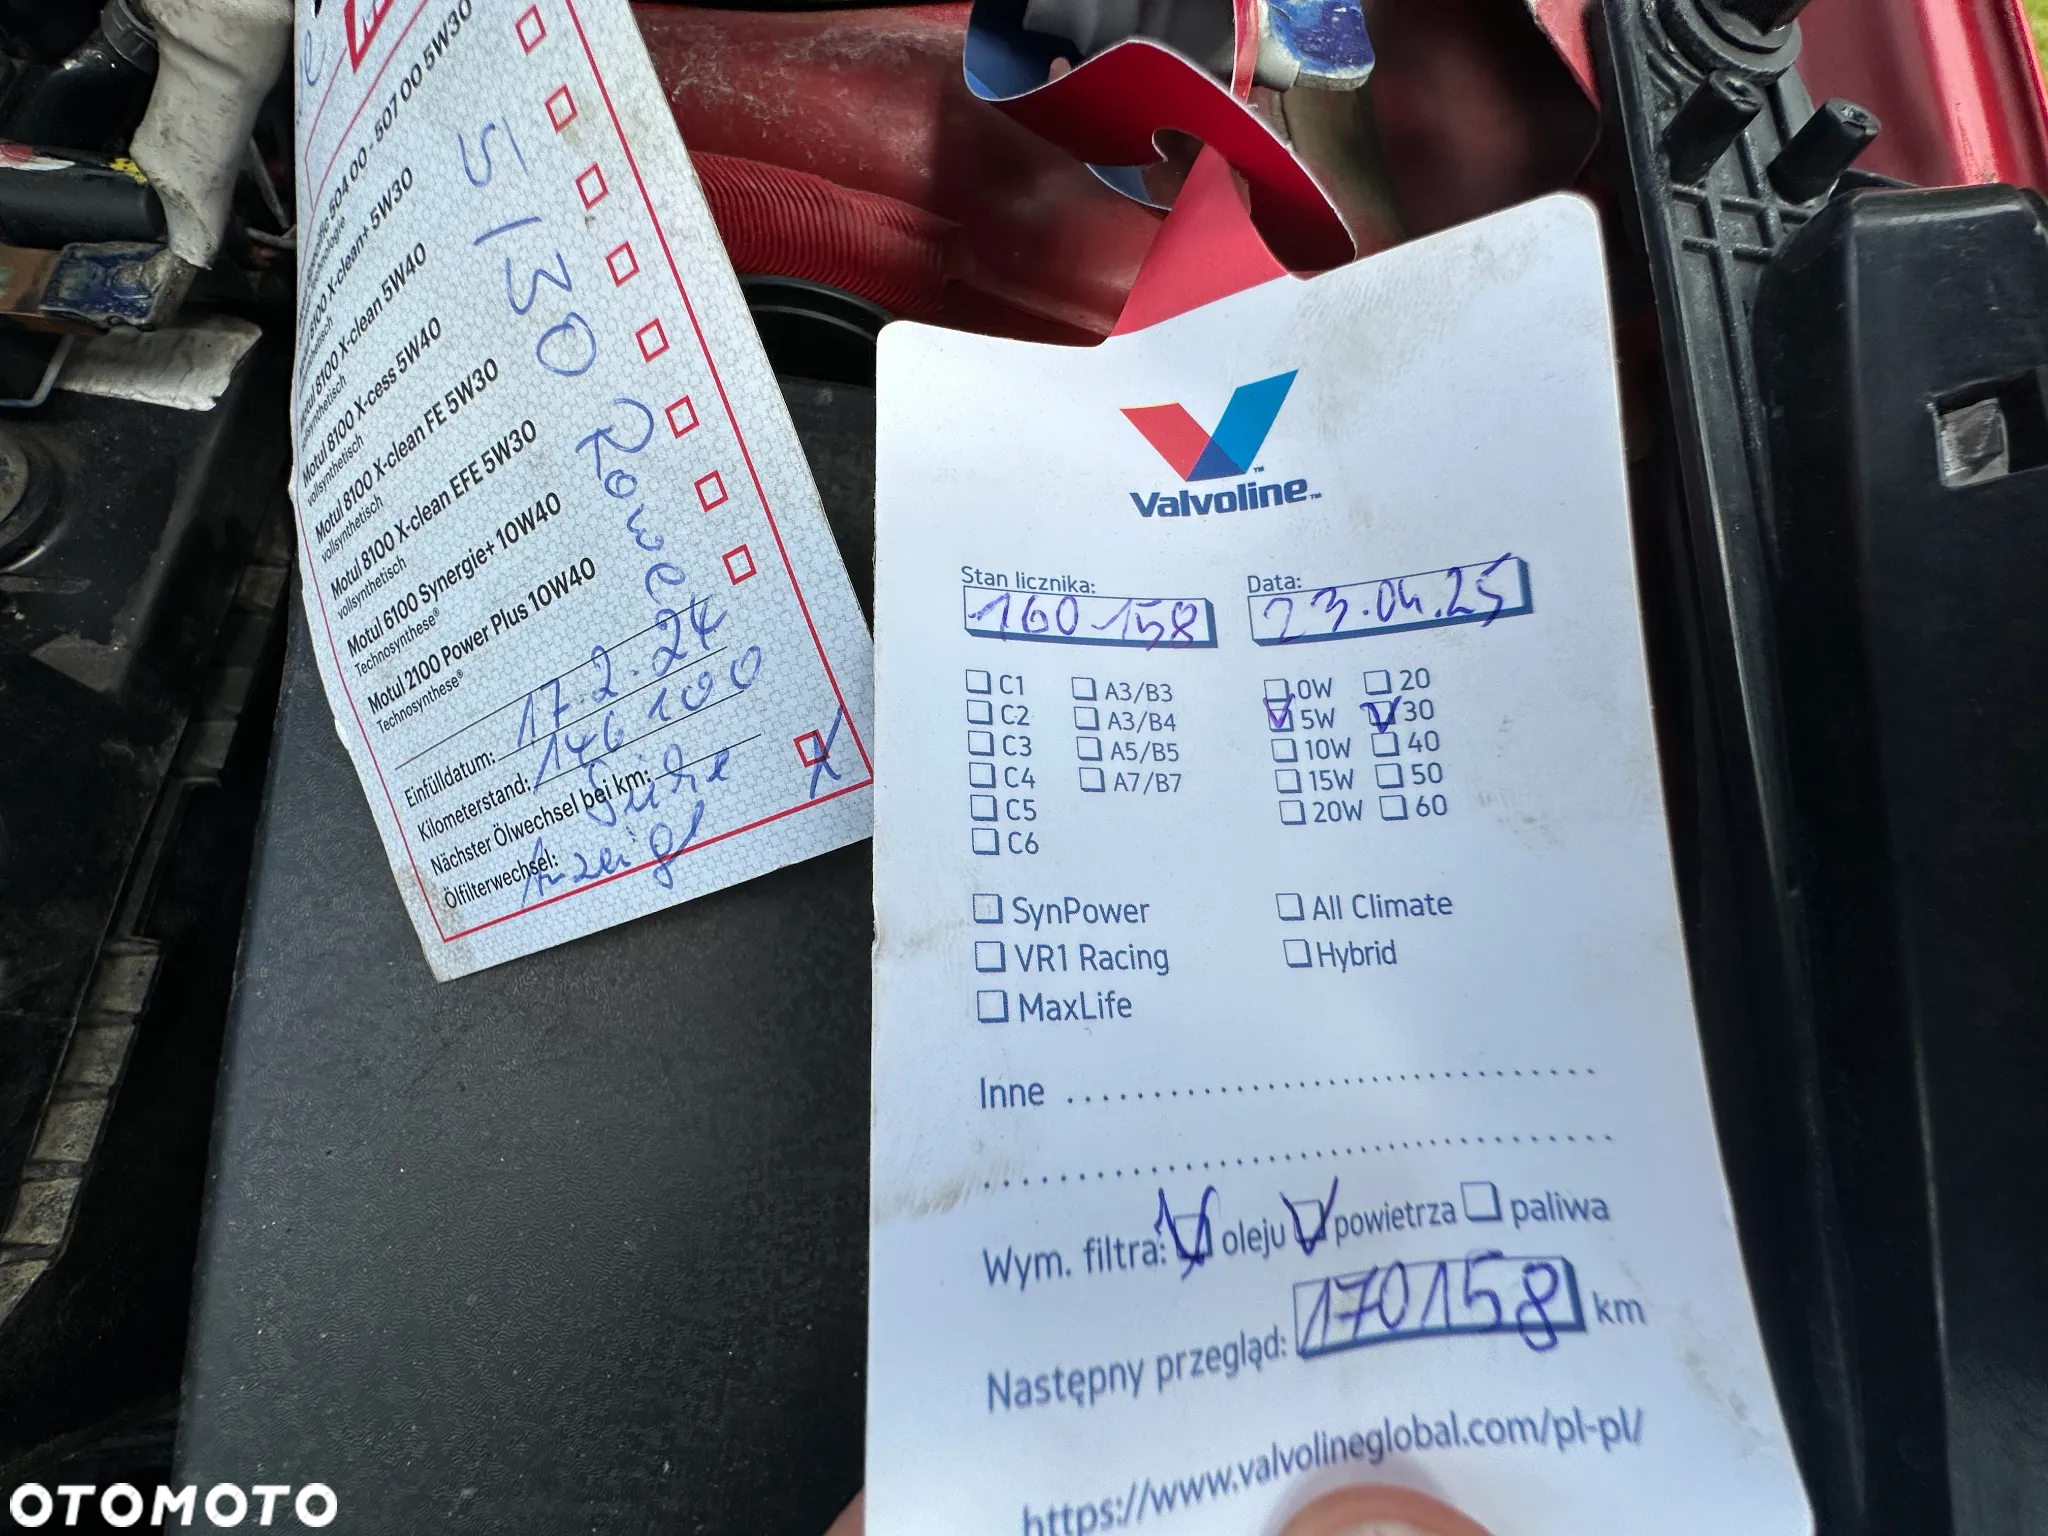 504 00 - 507 00 5W30
8100 X-clean+ 5W30
Motul 8100 X-clean 5W40
vollsynthetisch
Motul 8100 X-cess 5W40
vollsynthetisch
Motul 8100 X-clean FE 5W30
vollsynthetisch
Motul 8100 X-clean EFE 5W30
vollsynthetisch
Motul 6100 Synergie+ 10W40
Technosynthese®
Motul 2100 Power Plus 10W40
Technosynthese®
5/30 Rowe
Einfülldatum: 17.2.24
Kilometerstand: 146 100
Nächster Ölwechsel bei km: Siehe
Ölfilterwechsel: Anzeige
Valvoline™
Stan licznika: 160 158
Data: 23.04.25
C1 A3/B3 0W 20
C2 A3/B4 5W 30
C3 A5/B5 10W 40
C4 A7/B7 15W 50
C5 20W 60
C6
SynPower All Climate
VR1 Racing Hybrid
MaxLife
Inne
Wym. filtra: oleju powietrza paliwa
Następny przegląd: 170158 km
https://www.valvolineglobal.com/pl-pl/
OTOMOTO